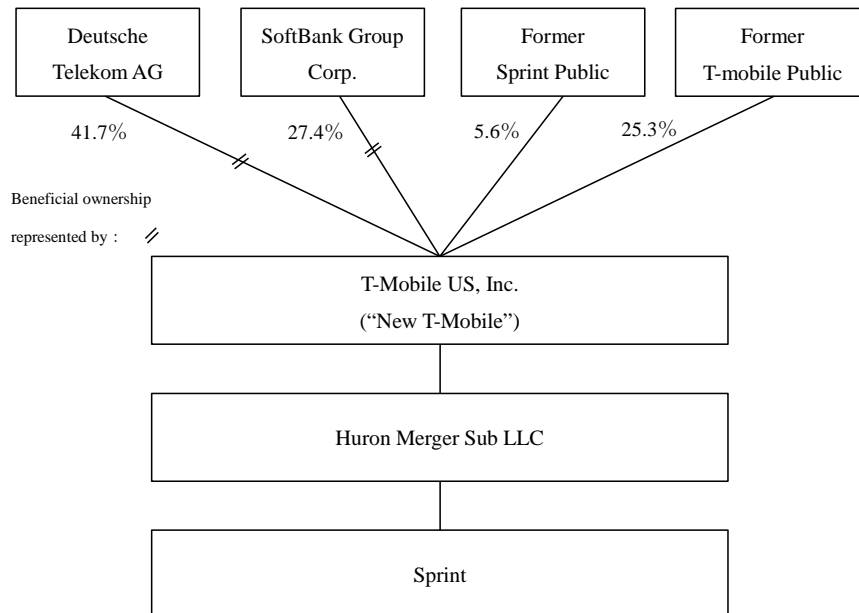 Deutsche
Telekom AG
SoftBank Group
Corp.
Former
Sprint Public
Former
T-mobile Public
41.7%
27.4%
5.6%
25.3%
Beneficial ownership
represented by :
T-Mobile US, Inc.
(“New T-Mobile”)
Huron Merger Sub LLC
Sprint